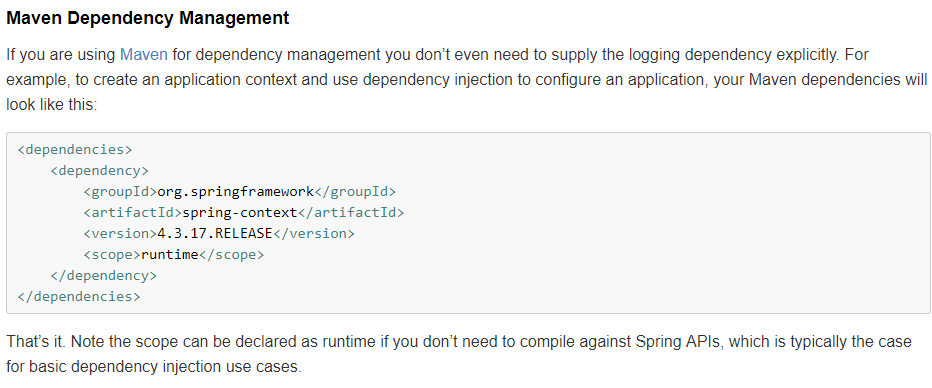 Maven Dependency Management
If you are using Maven for dependency management you don’t even need to supply the logging dependency explicitly. For
example, to create an application context and use dependency injection to configure an application, your Maven dependencies will
look like this:
<dependencies>
    <dependency>
        <groupId>org.springframework</groupId>
        <artifactId>spring-context</artifactId>
        <version>4.3.17.RELEASE</version>
        <scope>runtime</scope>
    </dependency>
</dependencies>
That’s it. Note the scope can be declared as runtime if you don’t need to compile against Spring APIs, which is typically the case
for basic dependency injection use cases.